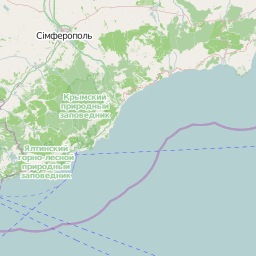 Сімферополь
Крымский
природный
заповедник
Ялтинский
горно-лесной
природный
заповедник